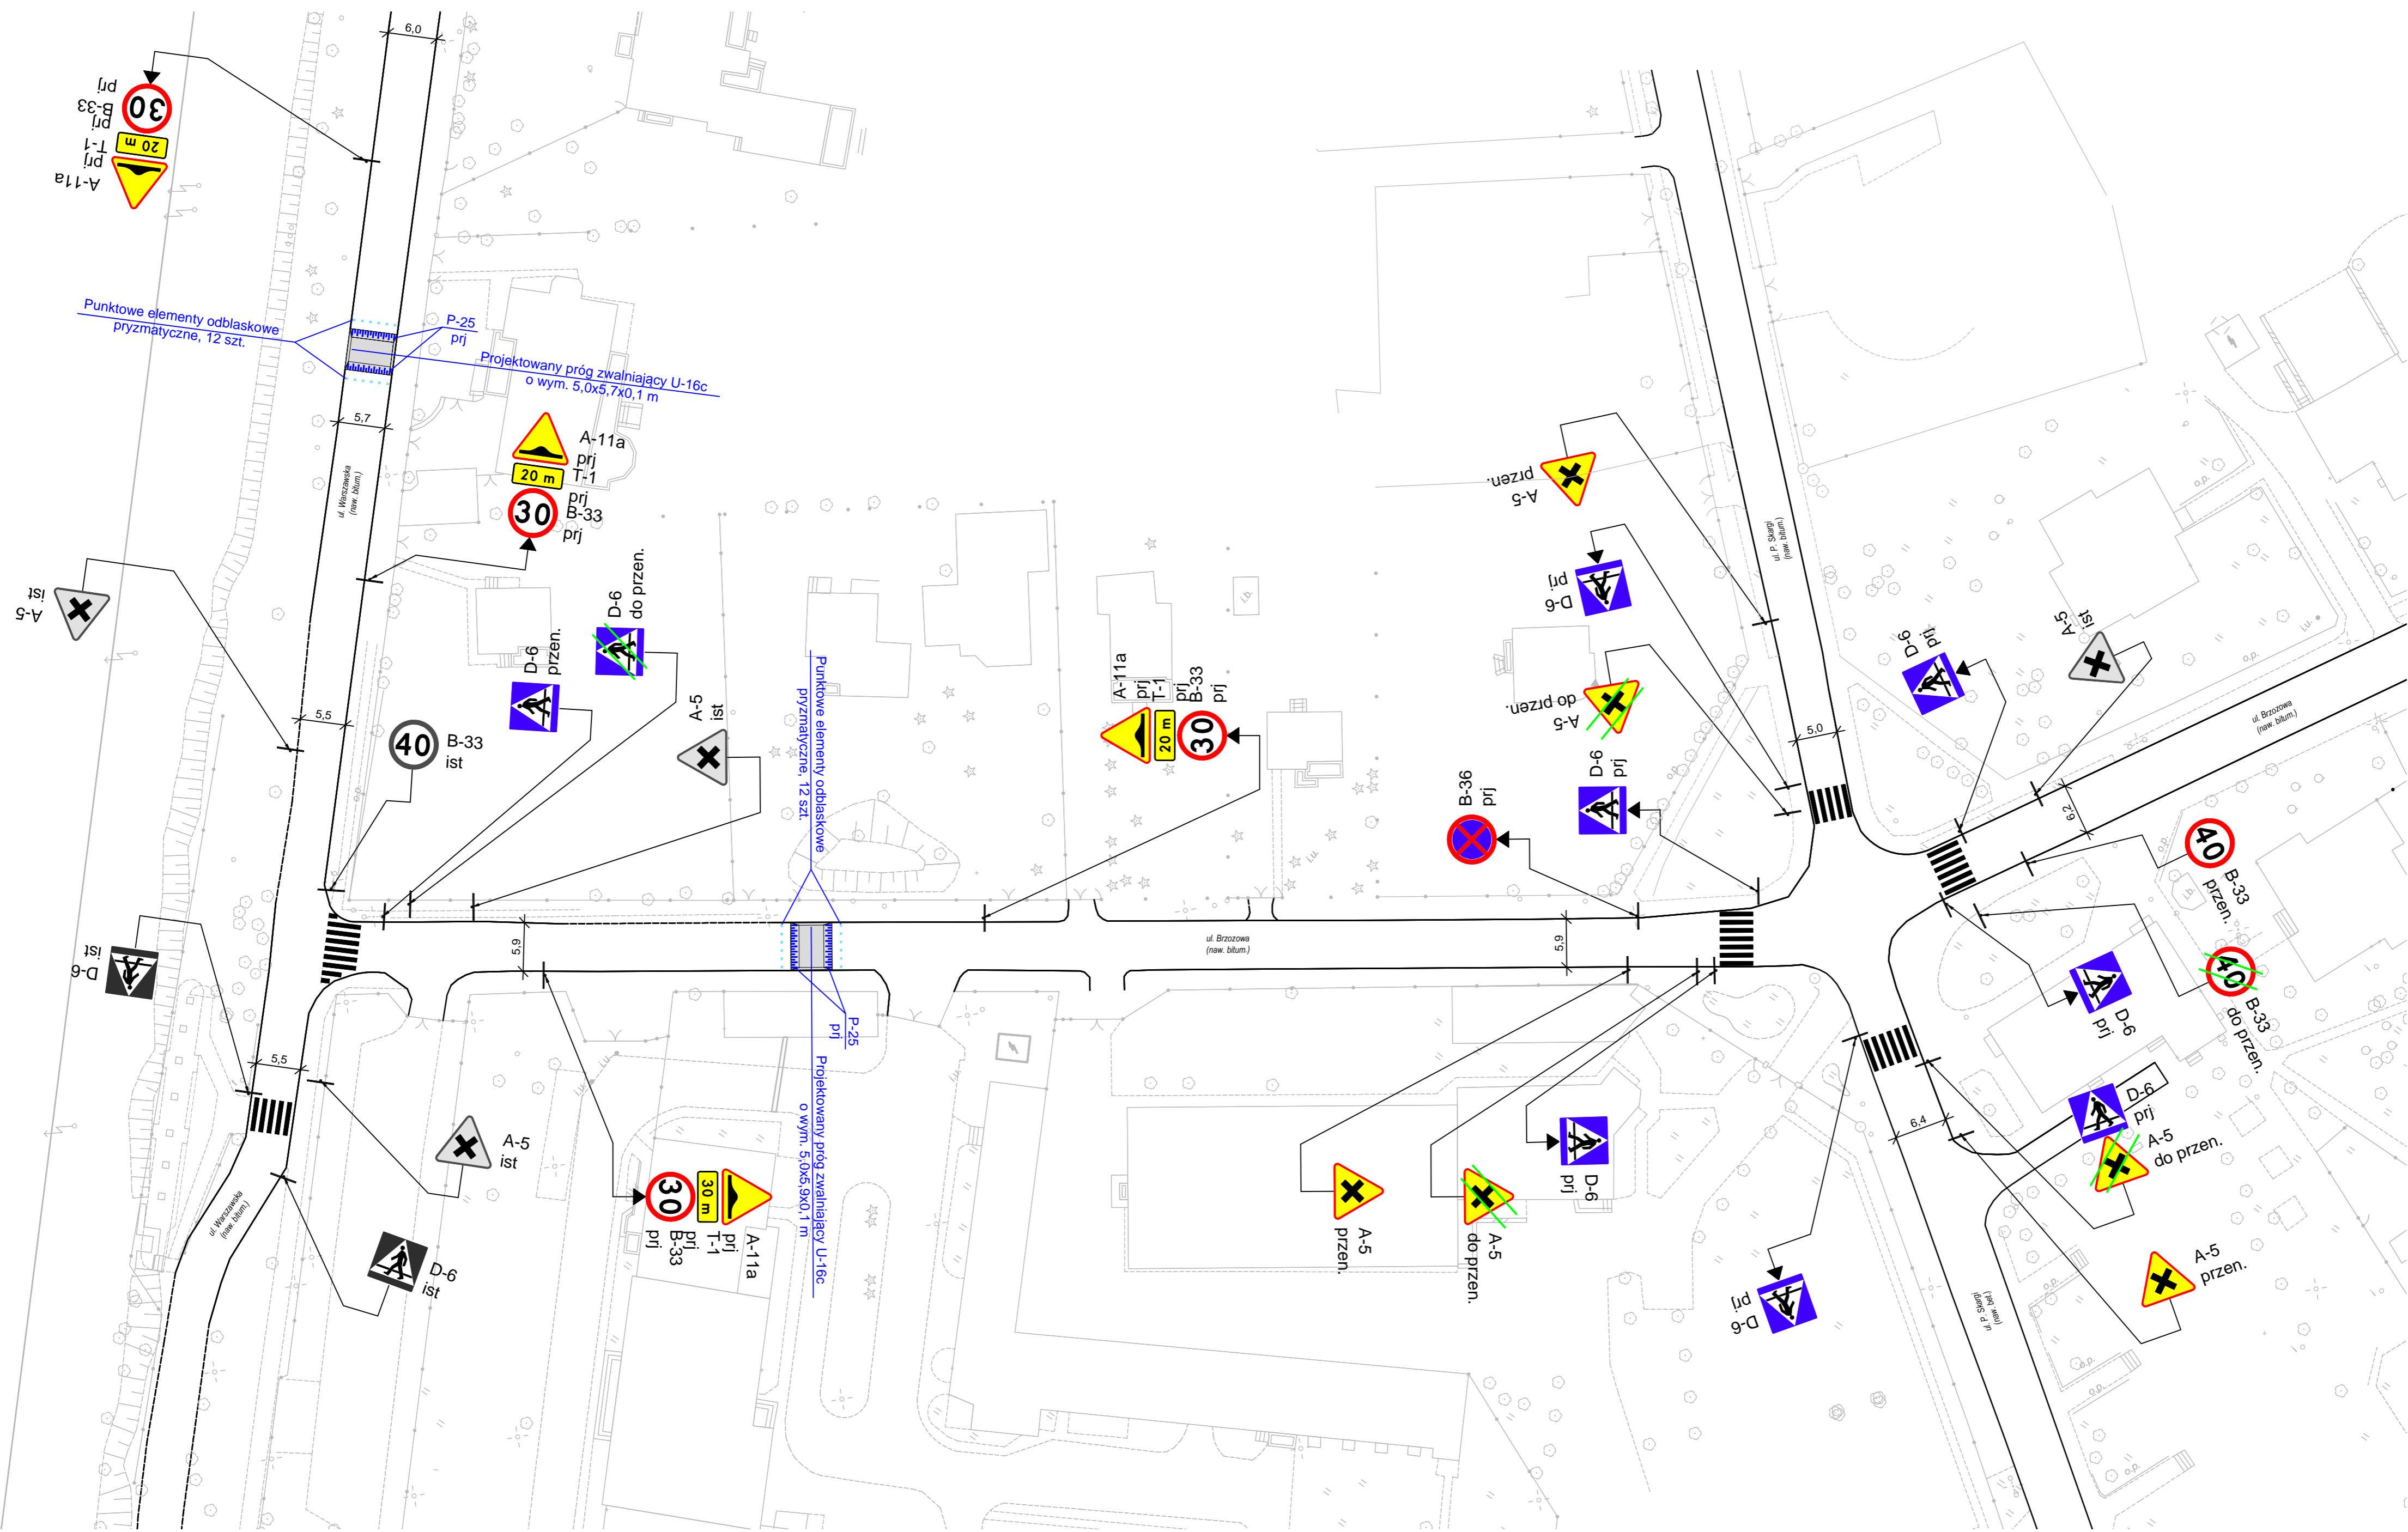 6,0
30
prj
B-33
prj
20 m
T-1
prj
A-11a
Punktowe elementy odblaskowe
pryzmatyczne, 12 szt.
P-25
prj
Projektowany próg zwalniający U-16c
o wym. 5,0x5,7x0,1 m
5,7
ul. Warszawska
(naw. bitum.)
A-11a
prj
20 m
T-1
prj
30
B-33
prj
A-5
ist
5,5
40
B-33
ist
D-6
przen.
D-6
do przen.
A-5
ist
Punktowe elementy odblaskowe
pryzmatyczne, 12 szt.
A-11a
prj
T-1
prj
B-33
prj
20 m
30
i.b.
A-5
przen.
D-6
prj
A-5
do przen.
D-6
prj
B-36
prj
ul. P. Skargi
(naw. bitum.)
5,0
o.p.
D-6
prj
A-5
ist
o.p.
i.u.
o.p.
ul. Brzozowa
(naw. bitum.)
6,2
o.p.
40
B-33
przen.
i.b.
i.u.
D-6
ist
5,9
ul. Brzozowa
(naw. bitum.)
5,9
P-25
prj
Projektowany próg zwalniający U-16c
o wym. 5,0x5,9x0,1 m
40
B-33
do przen.
D-6
prj
5,5
i.u.
i.u.
A-5
ist
ul. Warszawska
(naw. bitum.)
D-6
ist
30
30 m
A-11a
prj
T-1
prj
B-33
prj
A-5
przen.
A-5
do przen.
D-6
prj
D-6
prj
6,4
D-6
prj
A-5
do przen.
A-5
przen.
ul. P. Skargi
(naw. bet.)
o.p.
o.p.
o.p.
o.p.